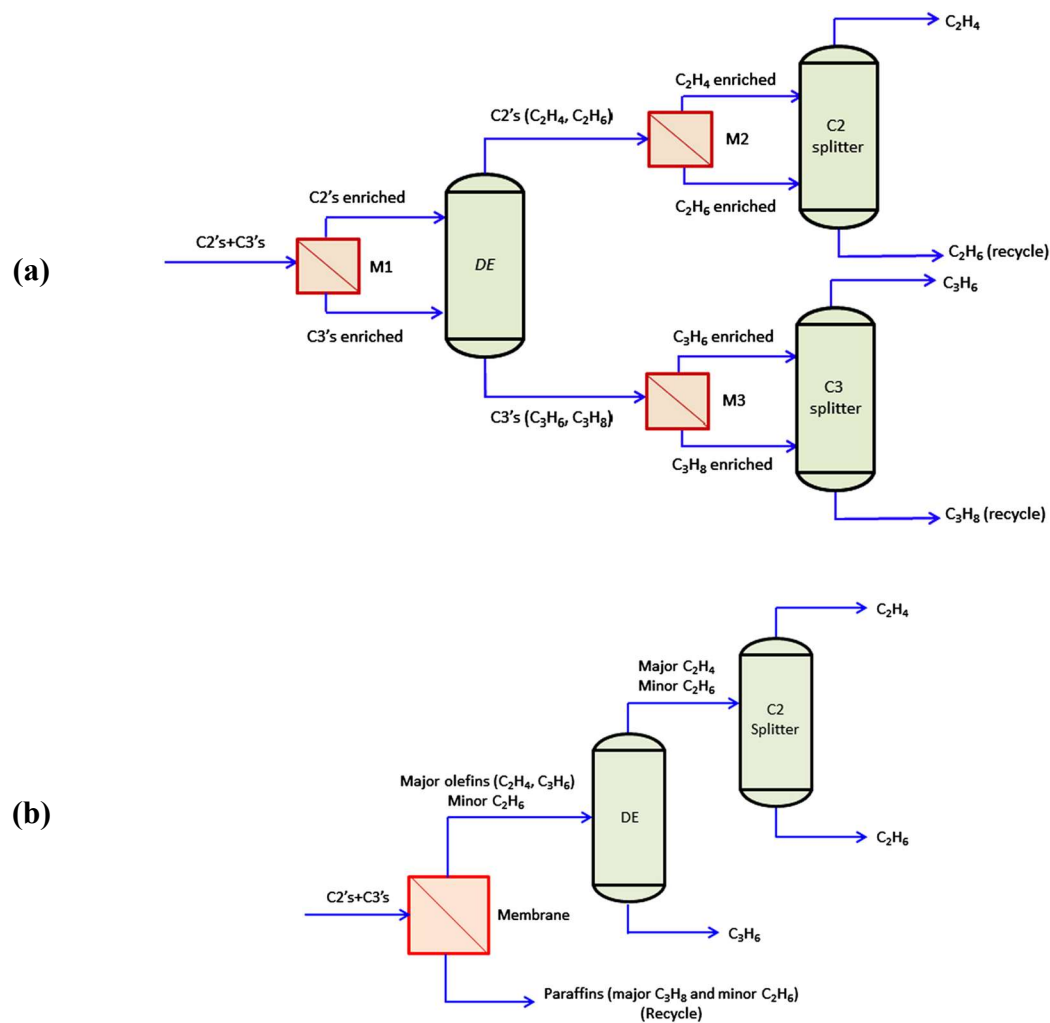 (a)
C2's+C3's
M1
C2's enriched
C3's enriched
DE
C2's (C₂H₄, C₂H₆)
C3's (C₃H₆, C₃H₈)
M2
C₂H₄ enriched
C₂H₆ enriched
C2
splitter
C₂H₄
C₂H₆ (recycle)
M3
C₃H₆ enriched
C₃H₈ enriched
C3
splitter
C₃H₆
C₃H₈ (recycle)
(b)
C2's+C3's
Membrane
Major olefins (C₂H₄, C₃H₆)
Minor C₂H₆
Paraffins (major C₃H₈ and minor C₂H₆)
(Recycle)
DE
Major C₂H₄
Minor C₂H₆
C₃H₆
C2
Splitter
C₂H₄
C₂H₆